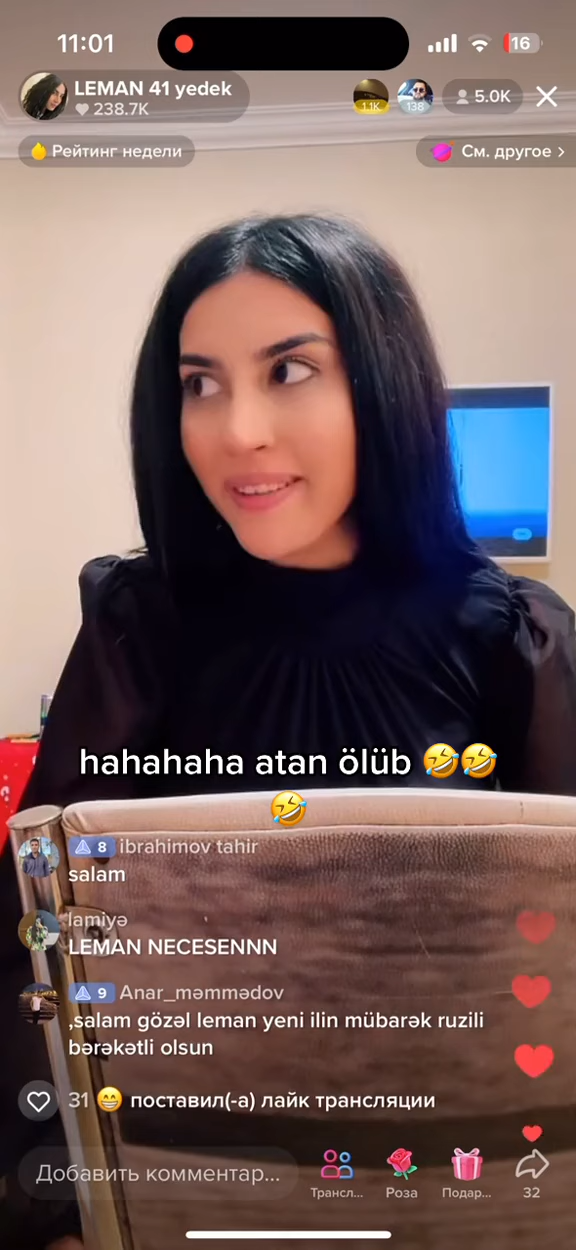 11:01
16
LEMAN 41 yedek
238.7K
1.1K
138
5.0K
Рейтинг недели
См. другое >
hahahaha atan ölüb 🤣🤣
🤣
8 ibrahimov tahir
salam
lamiyə
LEMAN NECESENNN
9 Anar_məmmədov
,salam gözəl leman yeni ilin mübarək ruzili
bərəkətli olsun
31 😁 поставил(-а) лайк трансляции
Добавить комментар...
Трансл...
Роза
Подар...
32